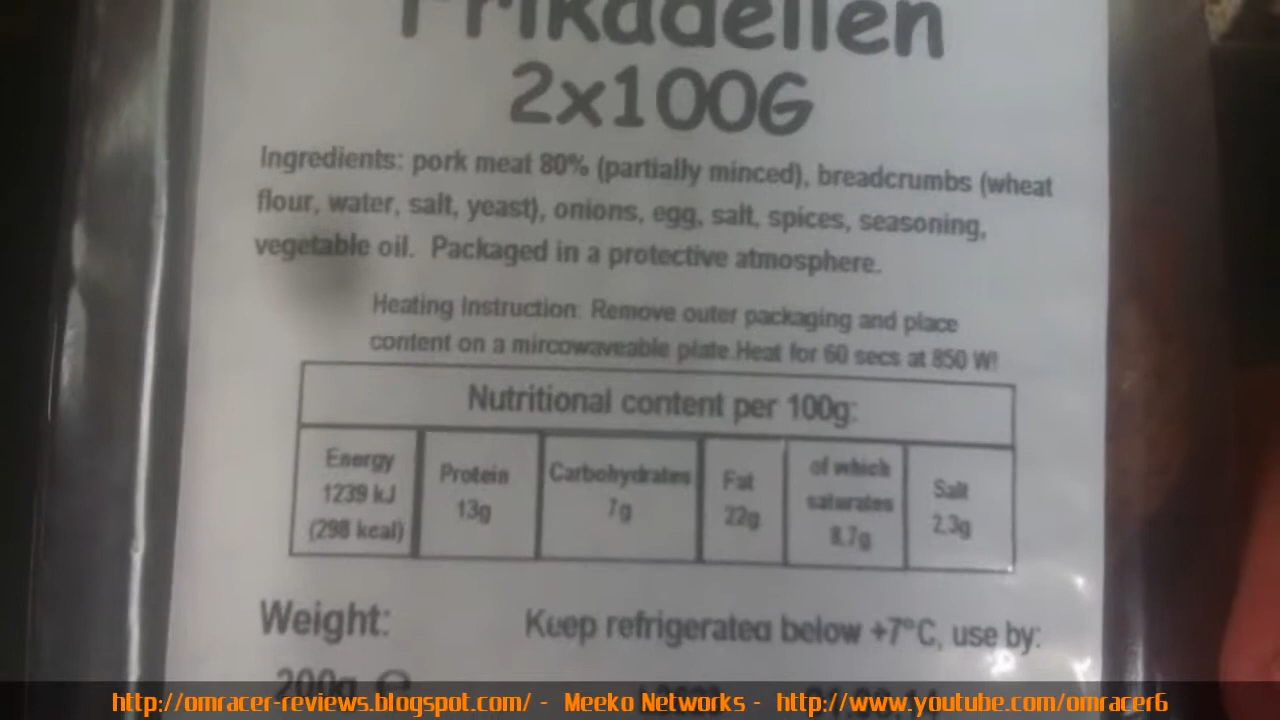 Frikadellen
2x100G
Ingredients: pork meat 80% (partially minced), breadcrumbs (wheat
flour, water, salt, yeast), onions, egg, salt, spices, seasoning,
vegetable oil. Packaged in a protective atmosphere.
Heating Instruction: Remove outer packaging and place
content on a mircowaveable plate.Heat for 60 secs at 850 W!
Nutritional content per 100g:
Energy
1239 kJ
(298 kcal)
Protein
13g
Carbohydrates
7g
Fat
22g
of which
saturates
8,7g
Salt
2,3g
Weight:
200g e
Keep refrigerated below +7°C, use by:
http://omracer-reviews.blogspot.com/ - Meeko Networks - http://www.youtube.com/omracer6